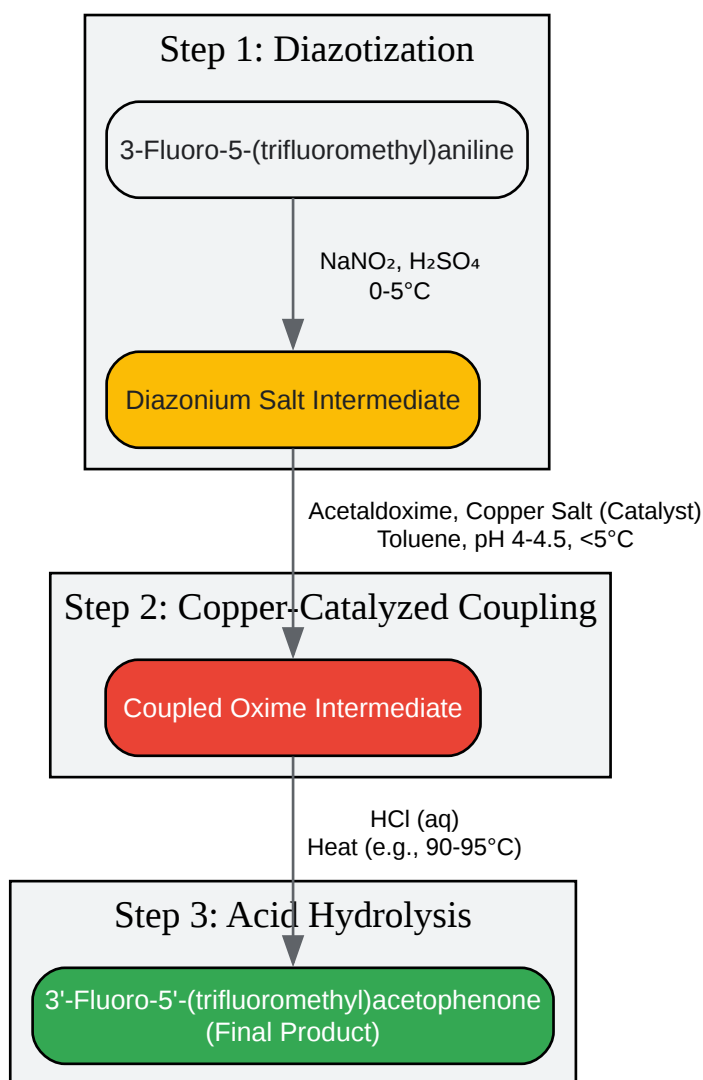 Step 1: Diazotization
3-Fluoro-5-(trifluoromethyl)aniline
NaNO₂, H₂SO₄
0-5°C
Diazonium Salt Intermediate
Acetaldoxime, Copper Salt (Catalyst)
Toluene, pH 4-4.5, <5°C
Step 2: Copper-Catalyzed Coupling
Coupled Oxime Intermediate
HCl (aq)
Heat (e.g., 90-95°C)
Step 3: Acid Hydrolysis
3'-Fluoro-5'-(trifluoromethyl)acetophenone
(Final Product)